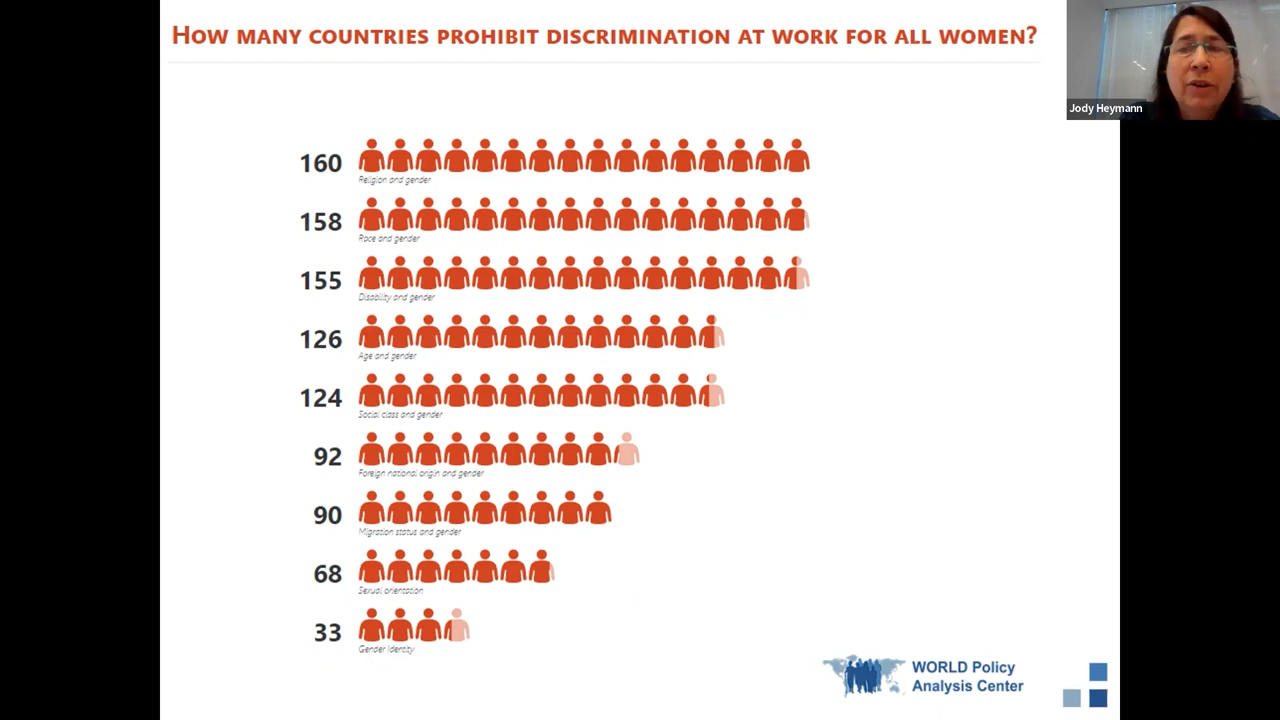 HOW MANY COUNTRIES PROHIBIT DISCRIMINATION AT WORK FOR ALL WOMEN?
Jody Heymann
160
Religion and gender
158
Race and gender
155
Disability and gender
126
Age and gender
124
Social class and gender
92
Foreign national origin and gender
90
Migration status and gender
68
Sexual orientation
33
Gender identity
WORLD Policy
Analysis Center